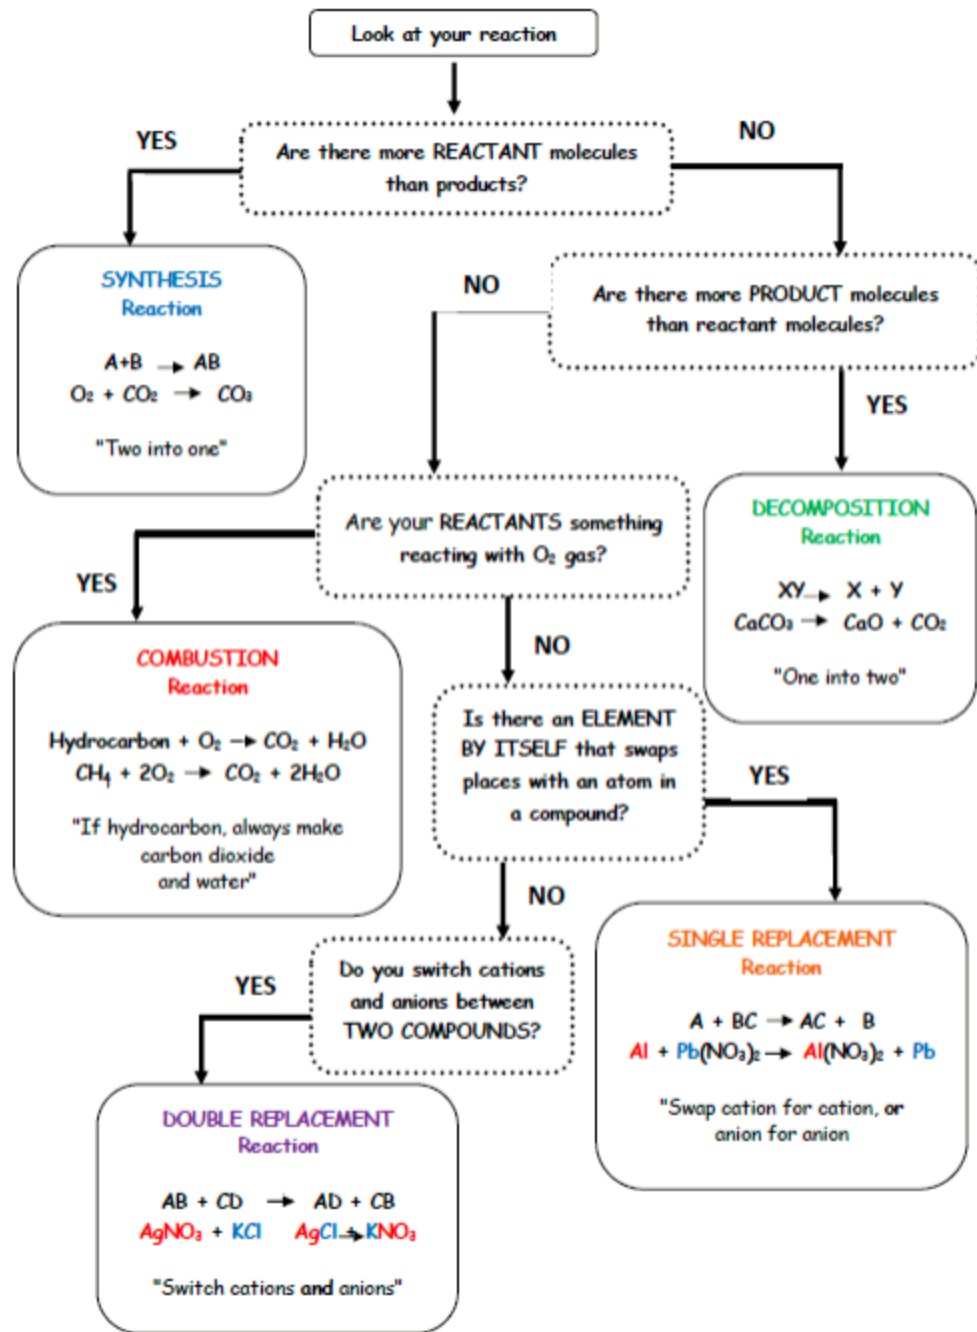 Look at your reaction
YES
NO
Are there more REACTANT molecules
than products?
SYNTHESIS
Reaction
A+B → AB
O₂ + CO₂ → CO₃
"Two into one"
NO
Are there more PRODUCT molecules
than reactant molecules?
YES
Are your REACTANTS something
reacting with O₂ gas?
DECOMPOSITION
Reaction
XY → X + Y
CaCO₃ → CaO + CO₂
"One into two"
YES
COMBUSTION
Reaction
Hydrocarbon + O₂ → CO₂ + H₂O
CH₄ + 2O₂ → CO₂ + 2H₂O
"If hydrocarbon, always make
carbon dioxide
and water"
NO
Is there an ELEMENT
BY ITSELF that swaps
places with an atom in
a compound?
YES
SINGLE REPLACEMENT
Reaction
A + BC → AC + B
Al + Pb(NO₃)₂ → Al(NO₃)₂ + Pb
"Swap cation for cation, or
anion for anion
NO
Do you switch cations
and anions between
TWO COMPOUNDS?
YES
DOUBLE REPLACEMENT
Reaction
AB + CD → AD + CB
AgNO₃ + KCl AgCl + → KNO₃
"Switch cations and anions"